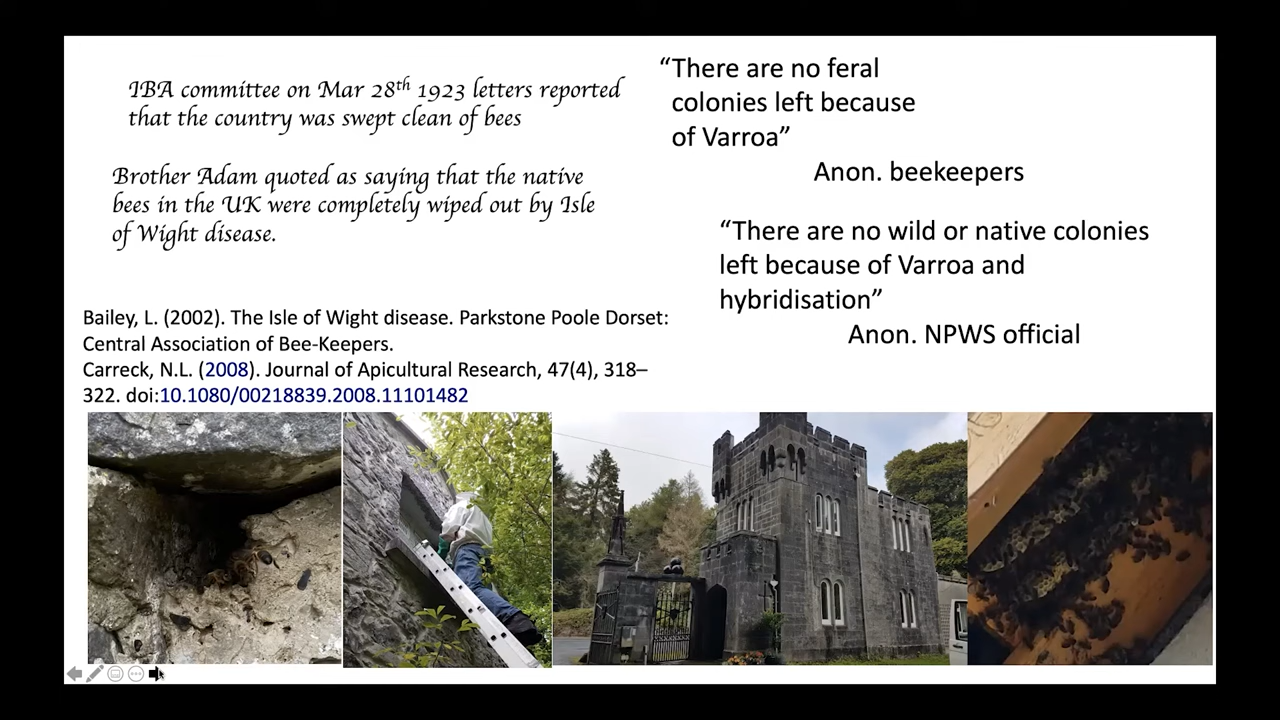 IBA committee on Mar 28th 1923 letters reported
that the country was swept clean of bees
Brother Adam quoted as saying that the native
bees in the UK were completely wiped out by Isle
of Wight disease.
Bailey, L. (2002). The Isle of Wight disease. Parkstone Poole Dorset:
Central Association of Bee-Keepers.
Carreck, N.L. (2008). Journal of Apicultural Research, 47(4), 318–
322. doi:10.1080/00218839.2008.11101482
“There are no feral
colonies left because
of Varroa”
Anon. beekeepers
“There are no wild or native colonies
left because of Varroa and
hybridisation”
Anon. NPWS official